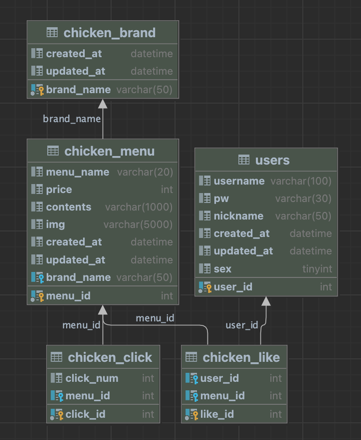 chicken_brand
created_at datetime
updated_at datetime
brand_name varchar(50)
brand_name
chicken_menu
menu_name varchar(20)
price int
contents varchar(1000)
img varchar(5000)
created_at datetime
updated_at datetime
brand_name varchar(50)
menu_id int
users
username varchar(100)
pw varchar(30)
nickname varchar(50)
created_at datetime
updated_at datetime
sex tinyint
user_id int
menu_id
menu_id
user_id
chicken_click
click_num int
menu_id int
click_id int
chicken_like
user_id int
menu_id int
like_id int